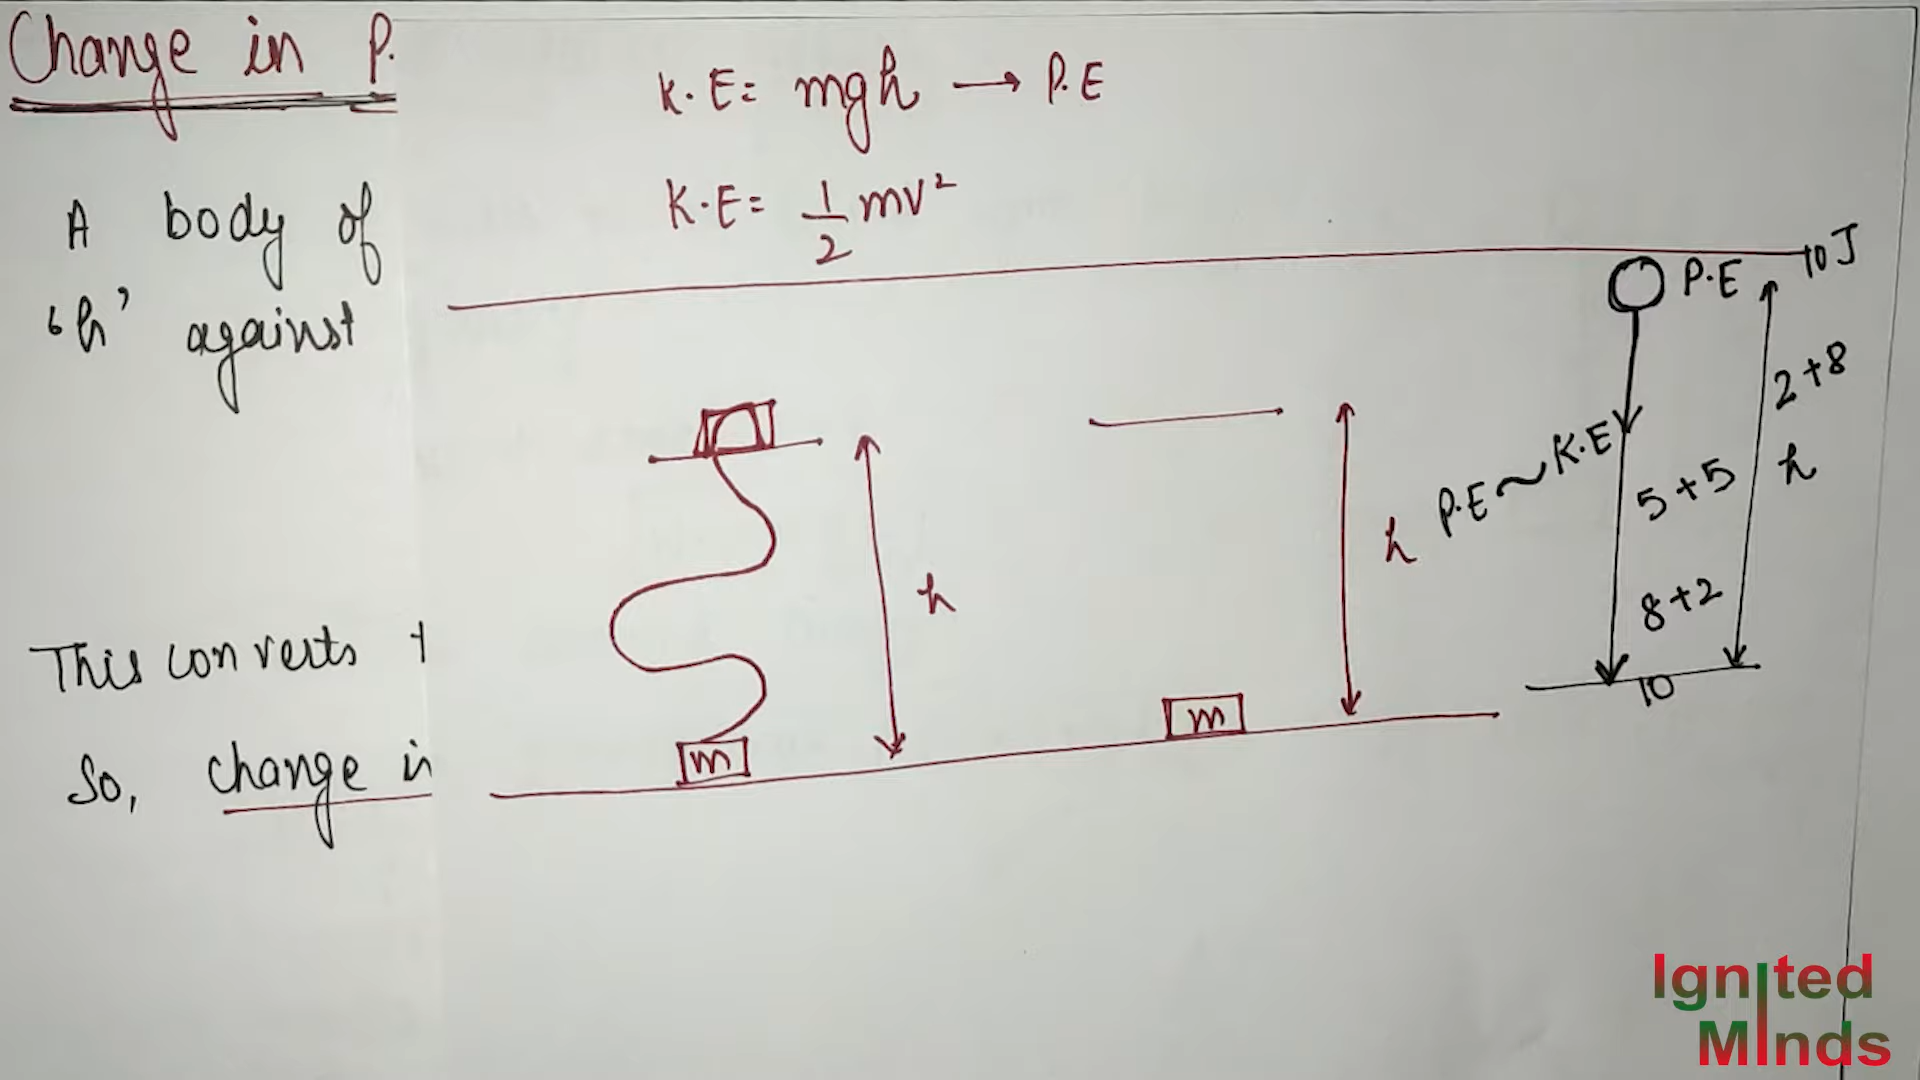 Change in P.
A body of
'h' against
This converts t
So, change in
K.E= mgh → P.E
K.E= 1/2 mv²
h
m
h
m
10J
P.E
2+8
P.E ~ K.E
5+5
h
8+2
10
Ignited
Minds